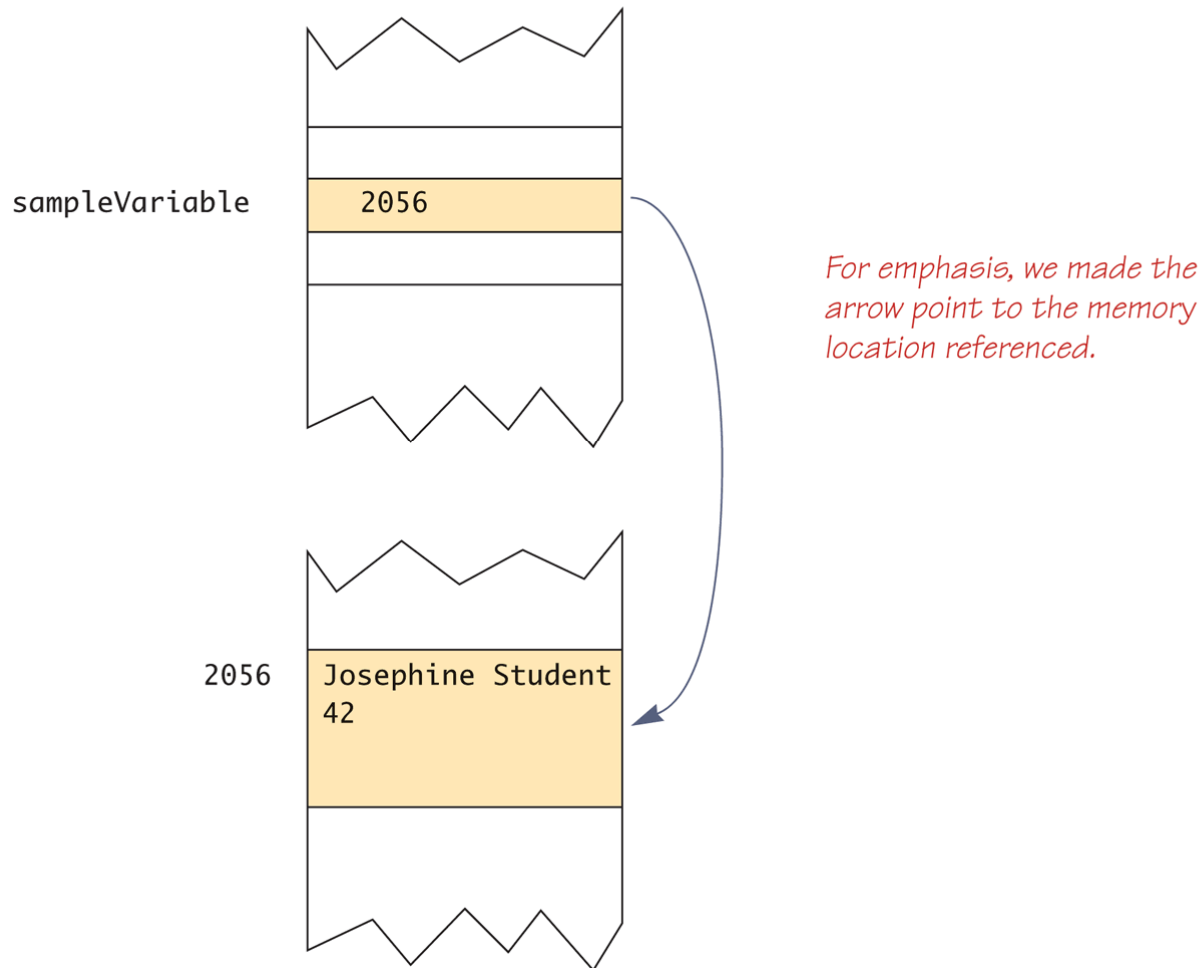 sampleVariable
2056
For emphasis, we made the
arrow point to the memory
location referenced.
2056
Josephine Student
42